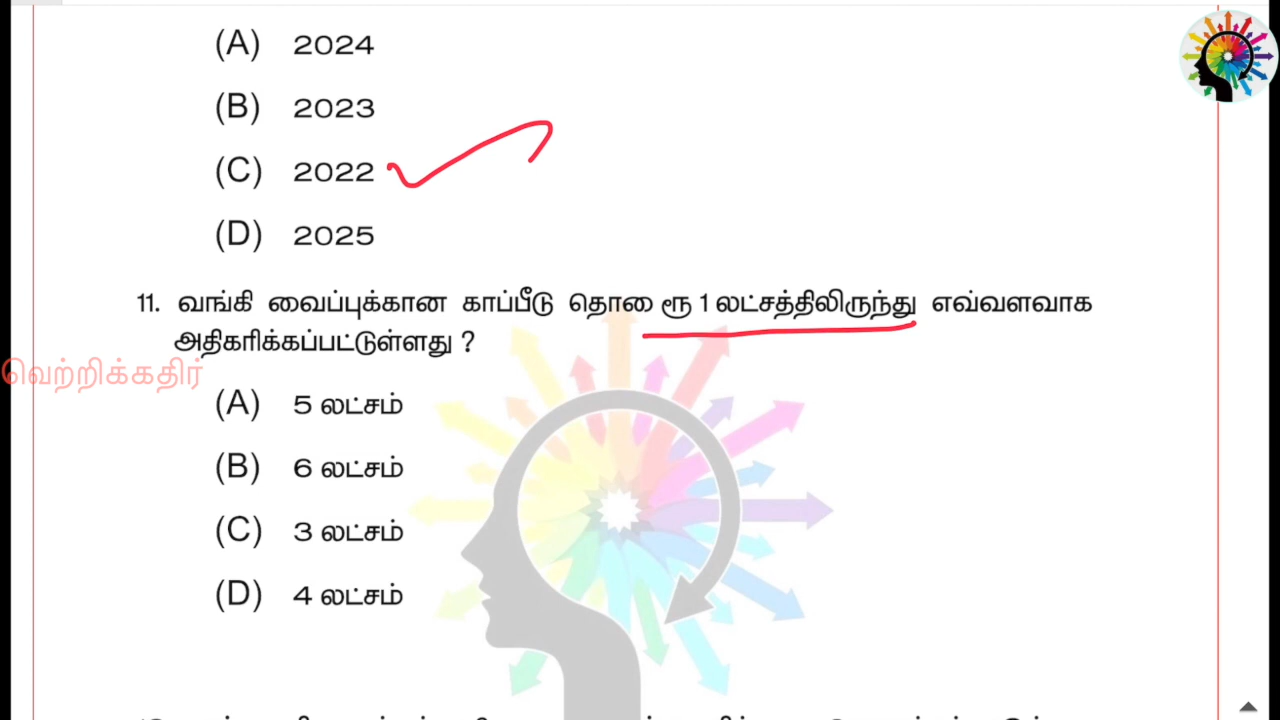 (A) 2024
(B) 2023
(C) 2022
(D) 2025
11. வங்கி வைப்புக்கான காப்பீடு தொகை ரூ 1 லட்சத்திலிருந்து எவ்வளவாக
அதிகரிக்கப்பட்டுள்ளது ?
வெற்றிக்கதிர்
(A) 5 லட்சம்
(B) 6 லட்சம்
(C) 3 லட்சம்
(D) 4 லட்சம்